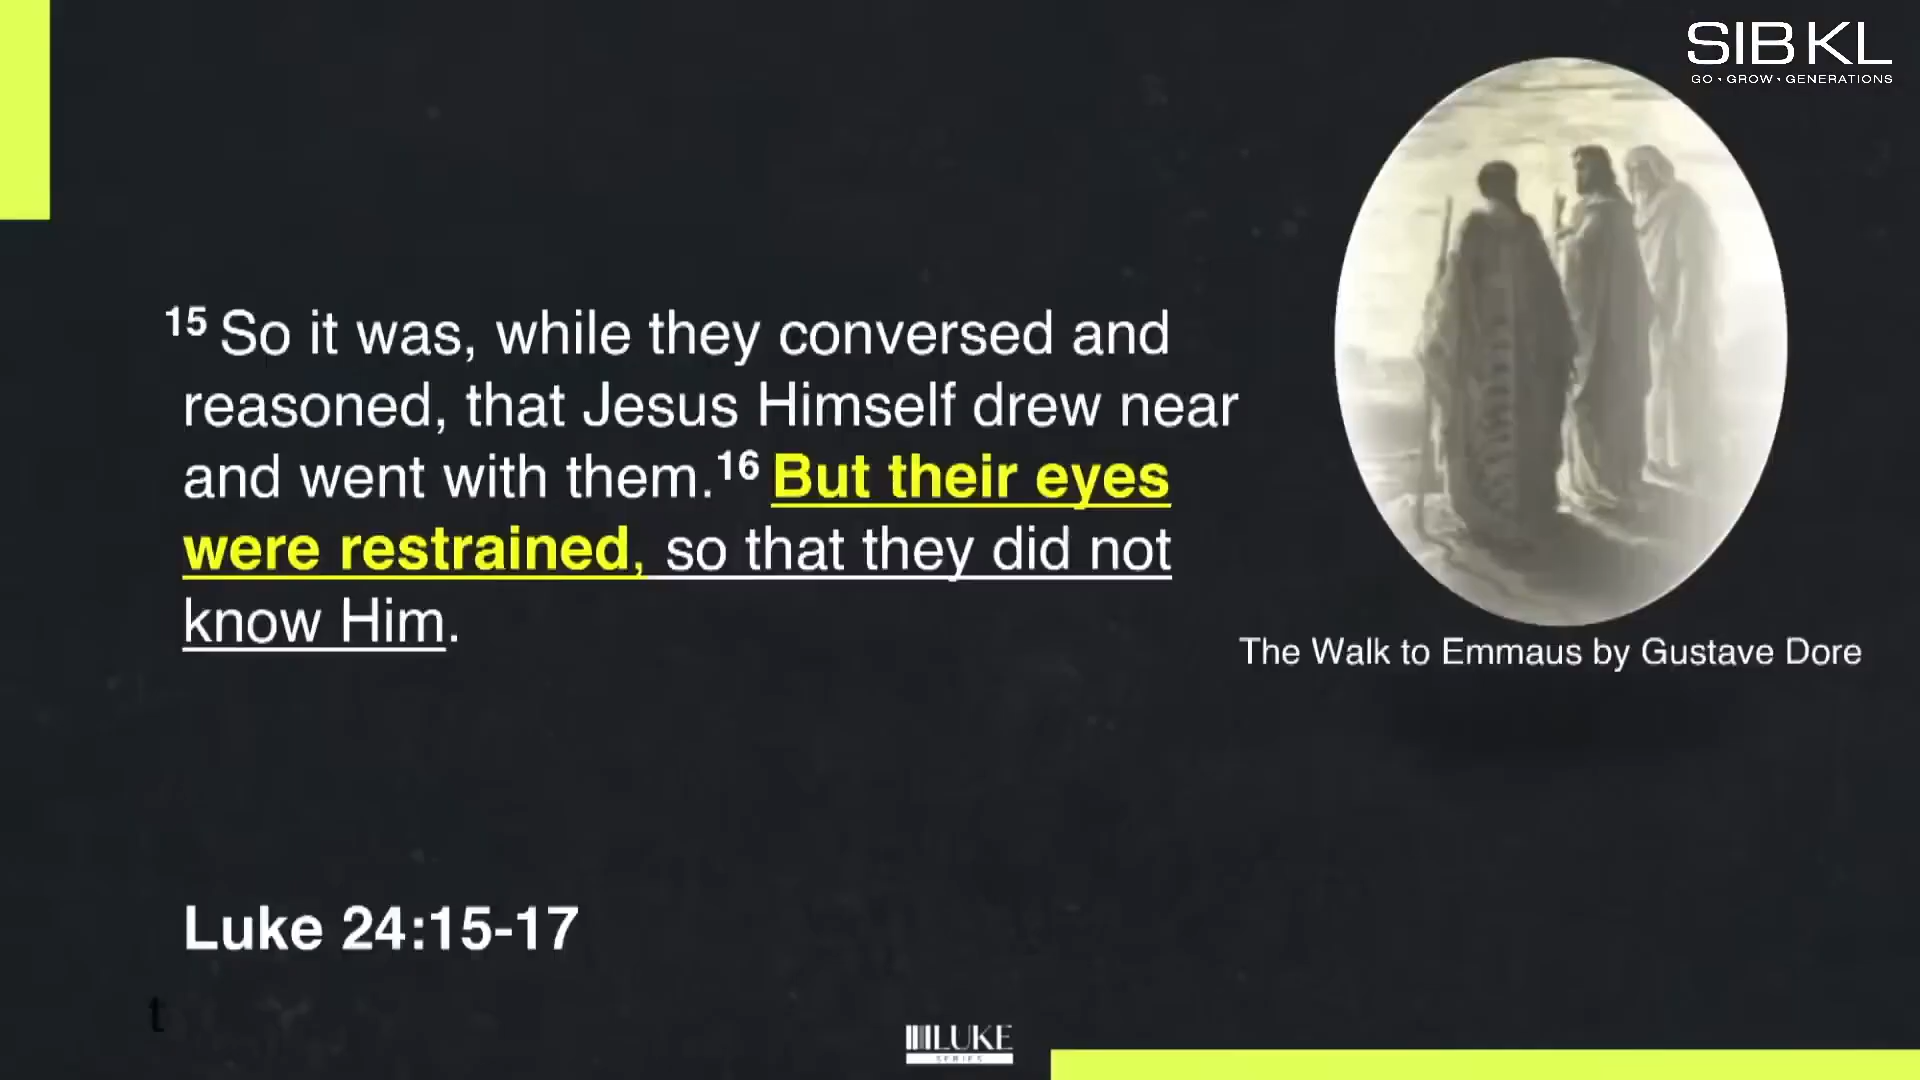 SIBKL
GO · GROW · GENERATIONS
15 So it was, while they conversed and
reasoned, that Jesus Himself drew near
and went with them.16 But their eyes
were restrained, so that they did not
know Him.
The Walk to Emmaus by Gustave Dore
Luke 24:15-17
t
LUKE
SERIES